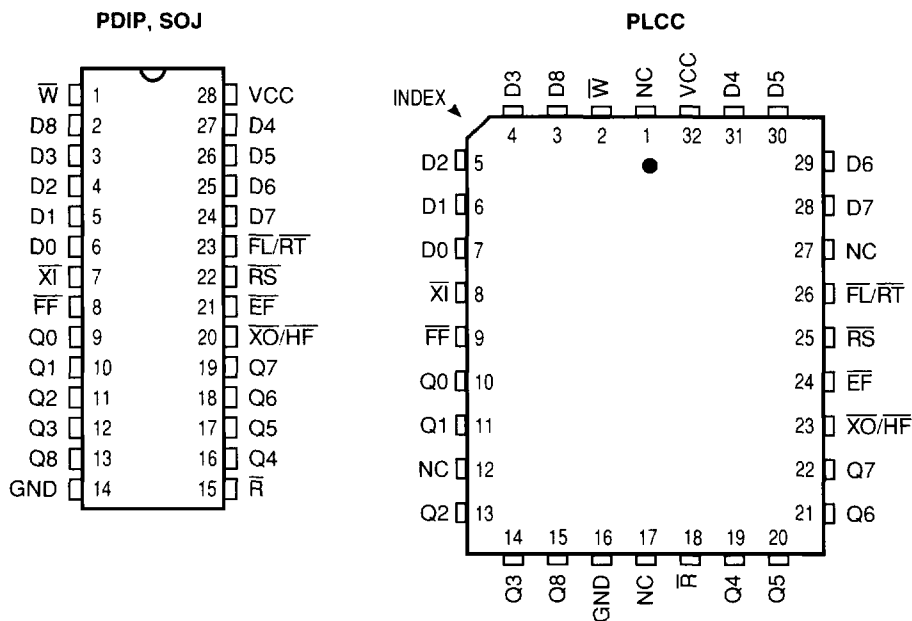 PDIP, SOJ
W̅ 1 28 VCC
D8 2 27 D4
D3 3 26 D5
D2 4 25 D6
D1 5 24 D7
D0 6 23 F̅L̅/R̅T̅
X̅I̅ 7 22 R̅S̅
F̅F̅ 8 21 E̅F̅
Q0 9 20 X̅O̅/H̅F̅
Q1 10 19 Q7
Q2 11 18 Q6
Q3 12 17 Q5
Q8 13 16 Q4
GND 14 15 R̅
PLCC
INDEX
D3 D8 W̅ NC VCC D4 D5
4 3 2 1 32 31 30
D2 5 29 D6
D1 6 28 D7
D0 7 27 NC
X̅I̅ 8 26 F̅L̅/R̅T̅
F̅F̅ 9 25 R̅S̅
Q0 10 24 E̅F̅
Q1 11 23 X̅O̅/H̅F̅
NC 12 22 Q7
Q2 13 21 Q6
14 15 16 17 18 19 20
Q3 Q8 GND NC R̅ Q4 Q5